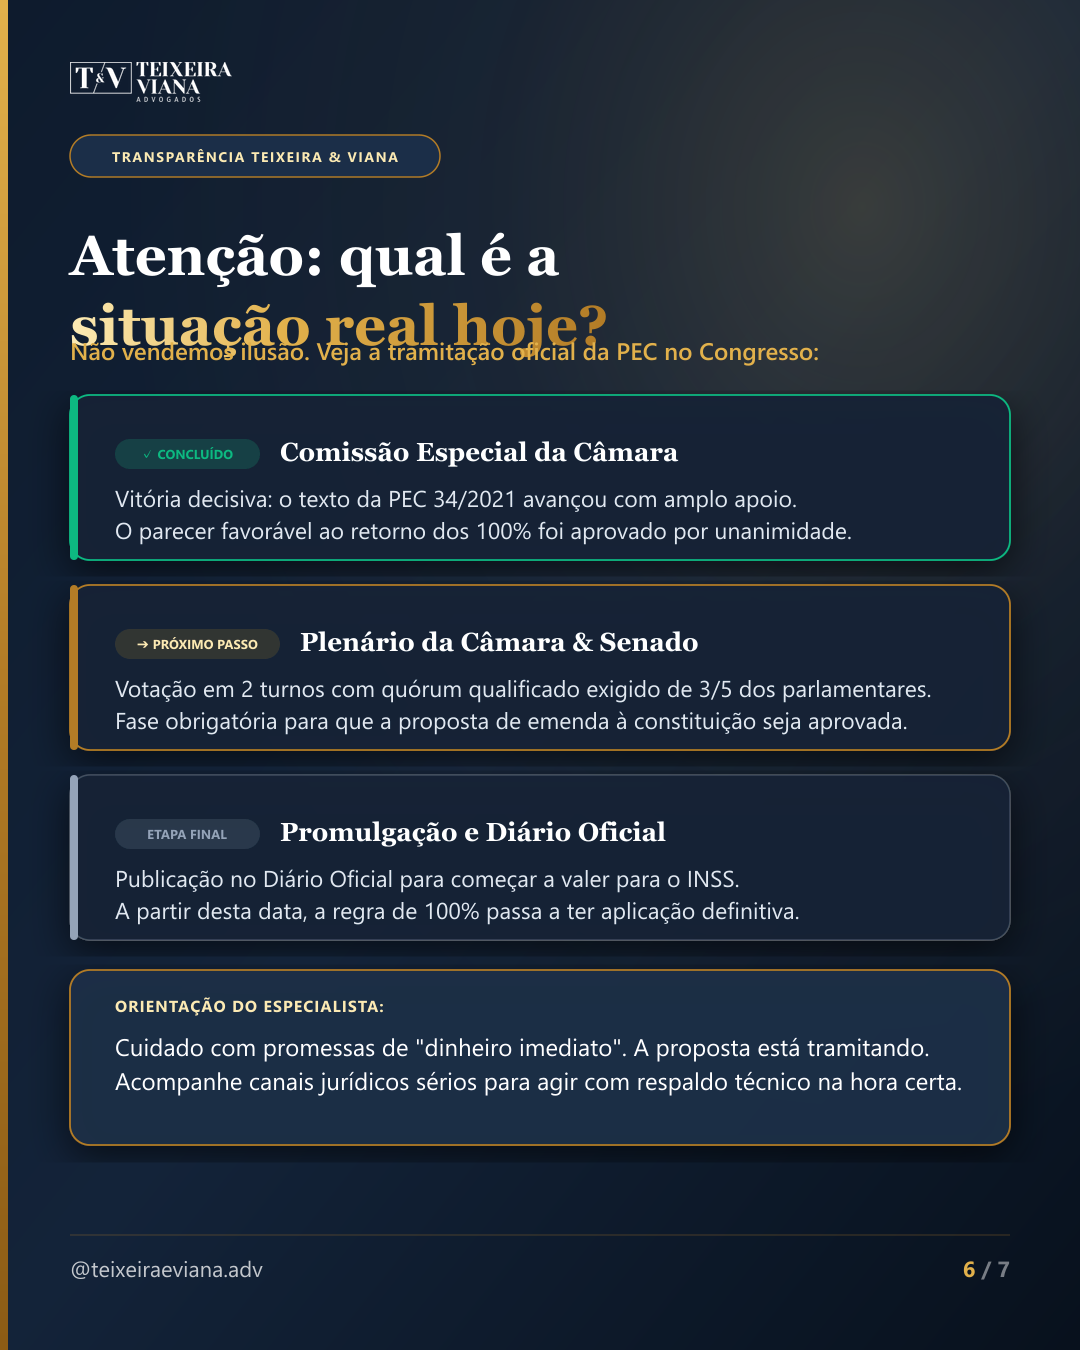 T&V TEIXEIRA
VIANA
ADVOGADOS
TRANSPARÊNCIA TEIXEIRA & VIANA
Atenção: qual é a
situação real hoje?
Não vendemos ilusão. Veja a tramitação oficial da PEC no Congresso:
✓ CONCLUÍDO Comissão Especial da Câmara
Vitória decisiva: o texto da PEC 34/2021 avançou com amplo apoio.
O parecer favorável ao retorno dos 100% foi aprovado por unanimidade.
➔ PRÓXIMO PASSO Plenário da Câmara & Senado
Votação em 2 turnos com quórum qualificado exigido de 3/5 dos parlamentares.
Fase obrigatória para que a proposta de emenda à constituição seja aprovada.
ETAPA FINAL Promulgação e Diário Oficial
Publicação no Diário Oficial para começar a valer para o INSS.
A partir desta data, a regra de 100% passa a ter aplicação definitiva.
ORIENTAÇÃO DO ESPECIALISTA:
Cuidado com promessas de "dinheiro imediato". A proposta está tramitando.
Acompanhe canais jurídicos sérios para agir com respaldo técnico na hora certa.
@teixeiraeviana.adv
6 / 7